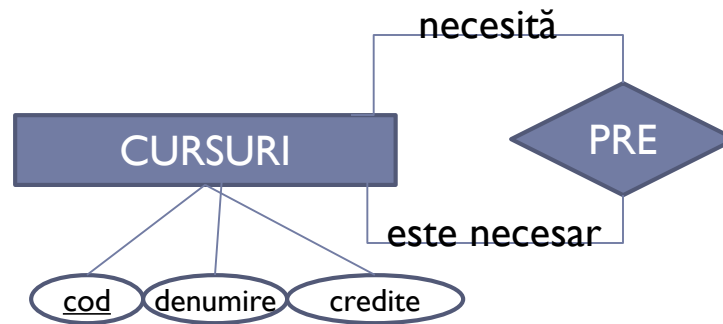 necesită
CURSURI
PRE
este necesar
cod
denumire
credite